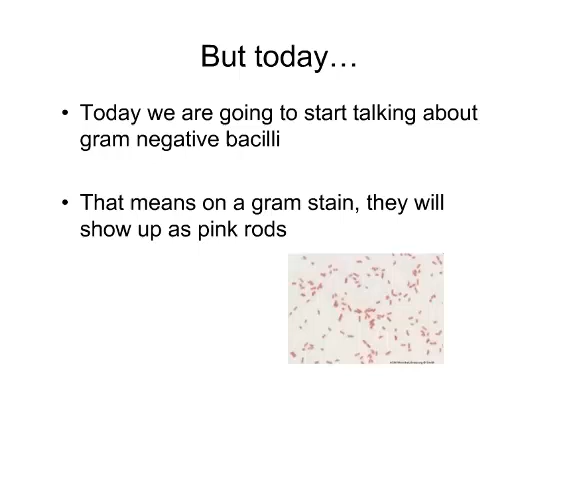 But today…
• Today we are going to start talking about
gram negative bacilli
• That means on a gram stain, they will
show up as pink rods